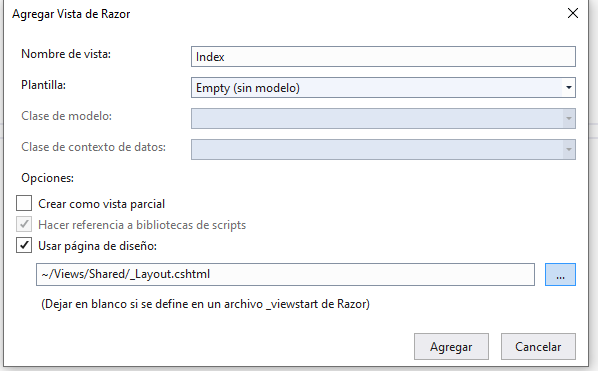 Agregar Vista de Razor
Nombre de vista: Index
Plantilla: Empty (sin modelo)
Clase de modelo:
Clase de contexto de datos:
Opciones:
Crear como vista parcial
Hacer referencia a bibliotecas de scripts
Usar página de diseño:
~/Views/Shared/_Layout.cshtml ...
(Dejar en blanco si se define en un archivo _viewstart de Razor)
Agregar Cancelar